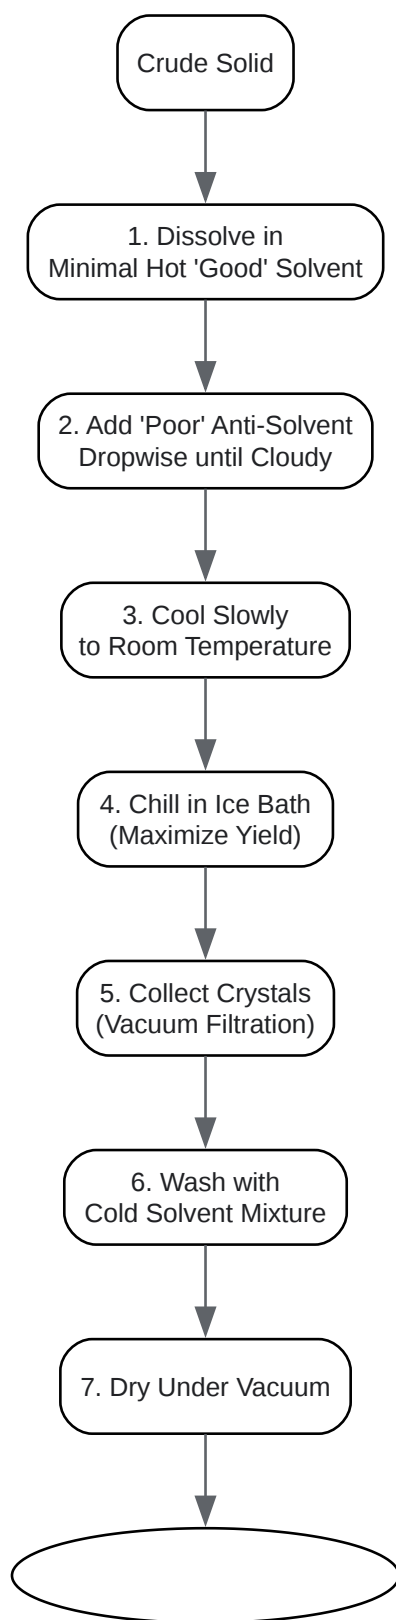 Crude Solid
1. Dissolve in
Minimal Hot 'Good' Solvent
2. Add 'Poor' Anti-Solvent
Dropwise until Cloudy
3. Cool Slowly
to Room Temperature
4. Chill in Ice Bath
(Maximize Yield)
5. Collect Crystals
(Vacuum Filtration)
6. Wash with
Cold Solvent Mixture
7. Dry Under Vacuum